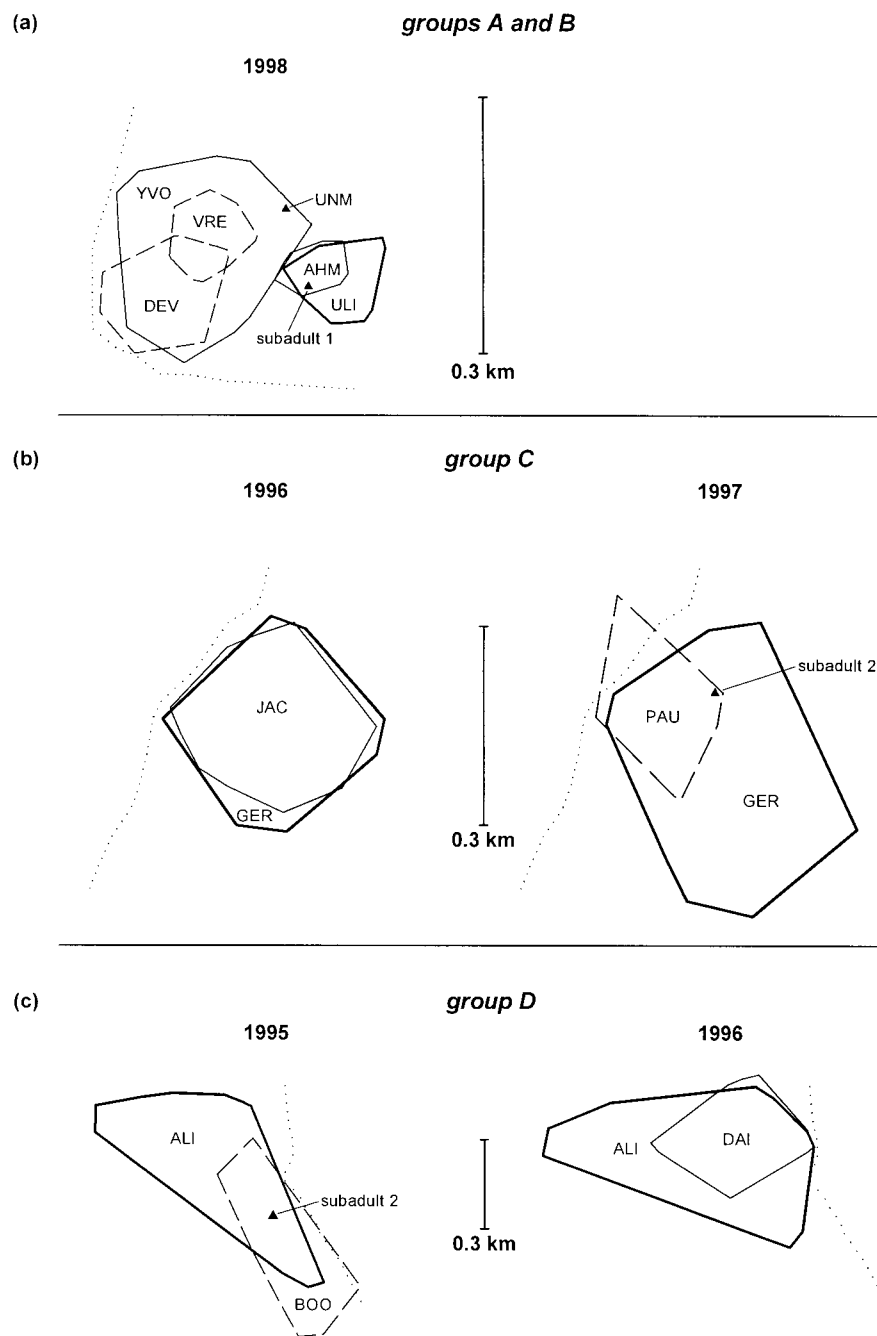 (a)
groups A and B
1998
YVO
UNM
VRE
AHM
DEV
ULI
subadult 1
0.3 km
(b)
group C
1996
1997
subadult 2
JAC
PAU
GER
GER
0.3 km
(c)
group D
1995
1996
ALI
DAI
ALI
subadult 2
0.3 km
BOO